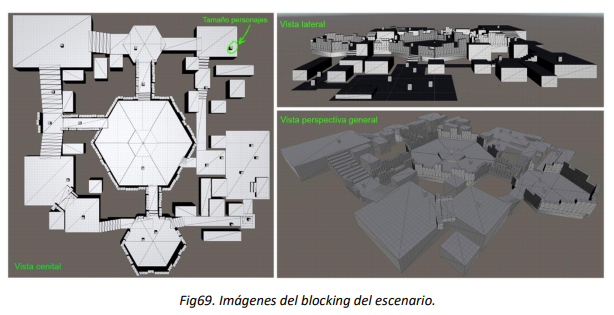 Tamaño personajes
Vista lateral
Vista perspectiva general
Vista cenital
Fig69. Imágenes del blocking del escenario.